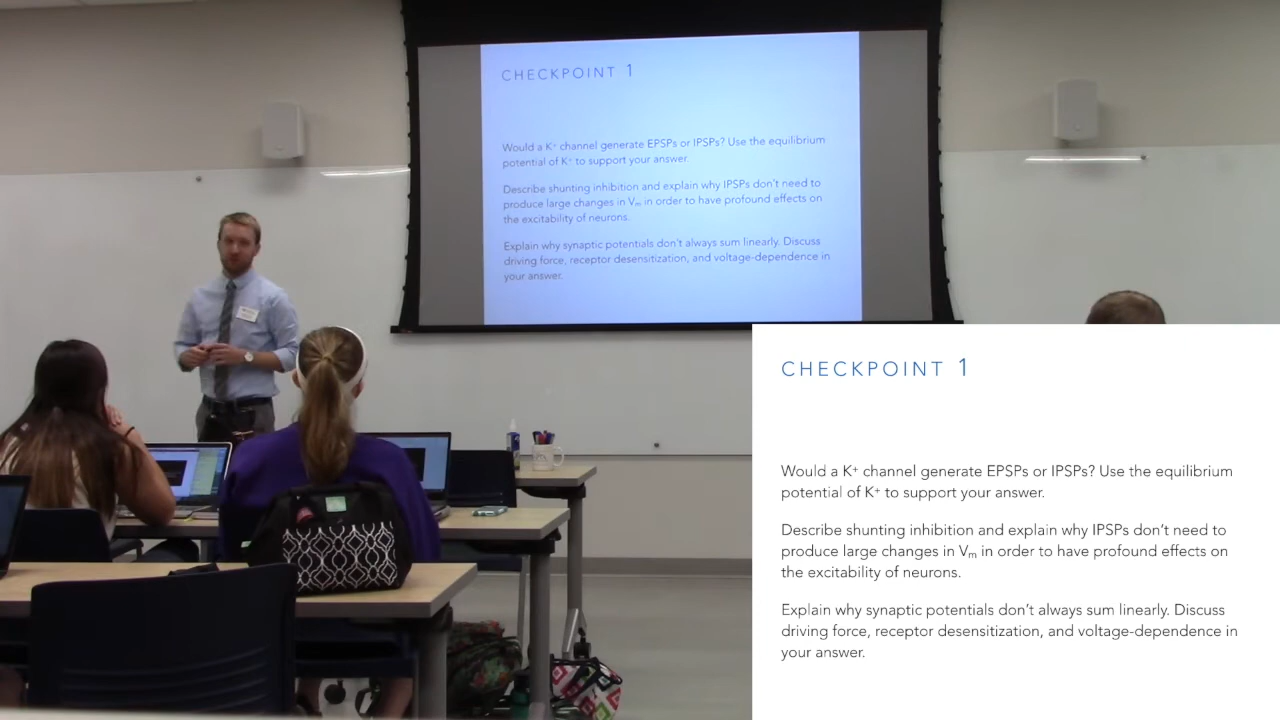 CHECKPOINT 1
Would a K⁺ channel generate EPSPs or IPSPs? Use the equilibrium
potential of K⁺ to support your answer.
Describe shunting inhibition and explain why IPSPs don't need to
produce large changes in Vₘ in order to have profound effects on
the excitability of neurons.
Explain why synaptic potentials don't always sum linearly. Discuss
driving force, receptor desensitization, and voltage-dependence in
your answer.
CHECKPOINT 1
Would a K⁺ channel generate EPSPs or IPSPs? Use the equilibrium
potential of K⁺ to support your answer.
Describe shunting inhibition and explain why IPSPs don't need to
produce large changes in Vₘ in order to have profound effects on
the excitability of neurons.
Explain why synaptic potentials don't always sum linearly. Discuss
driving force, receptor desensitization, and voltage-dependence in
your answer.